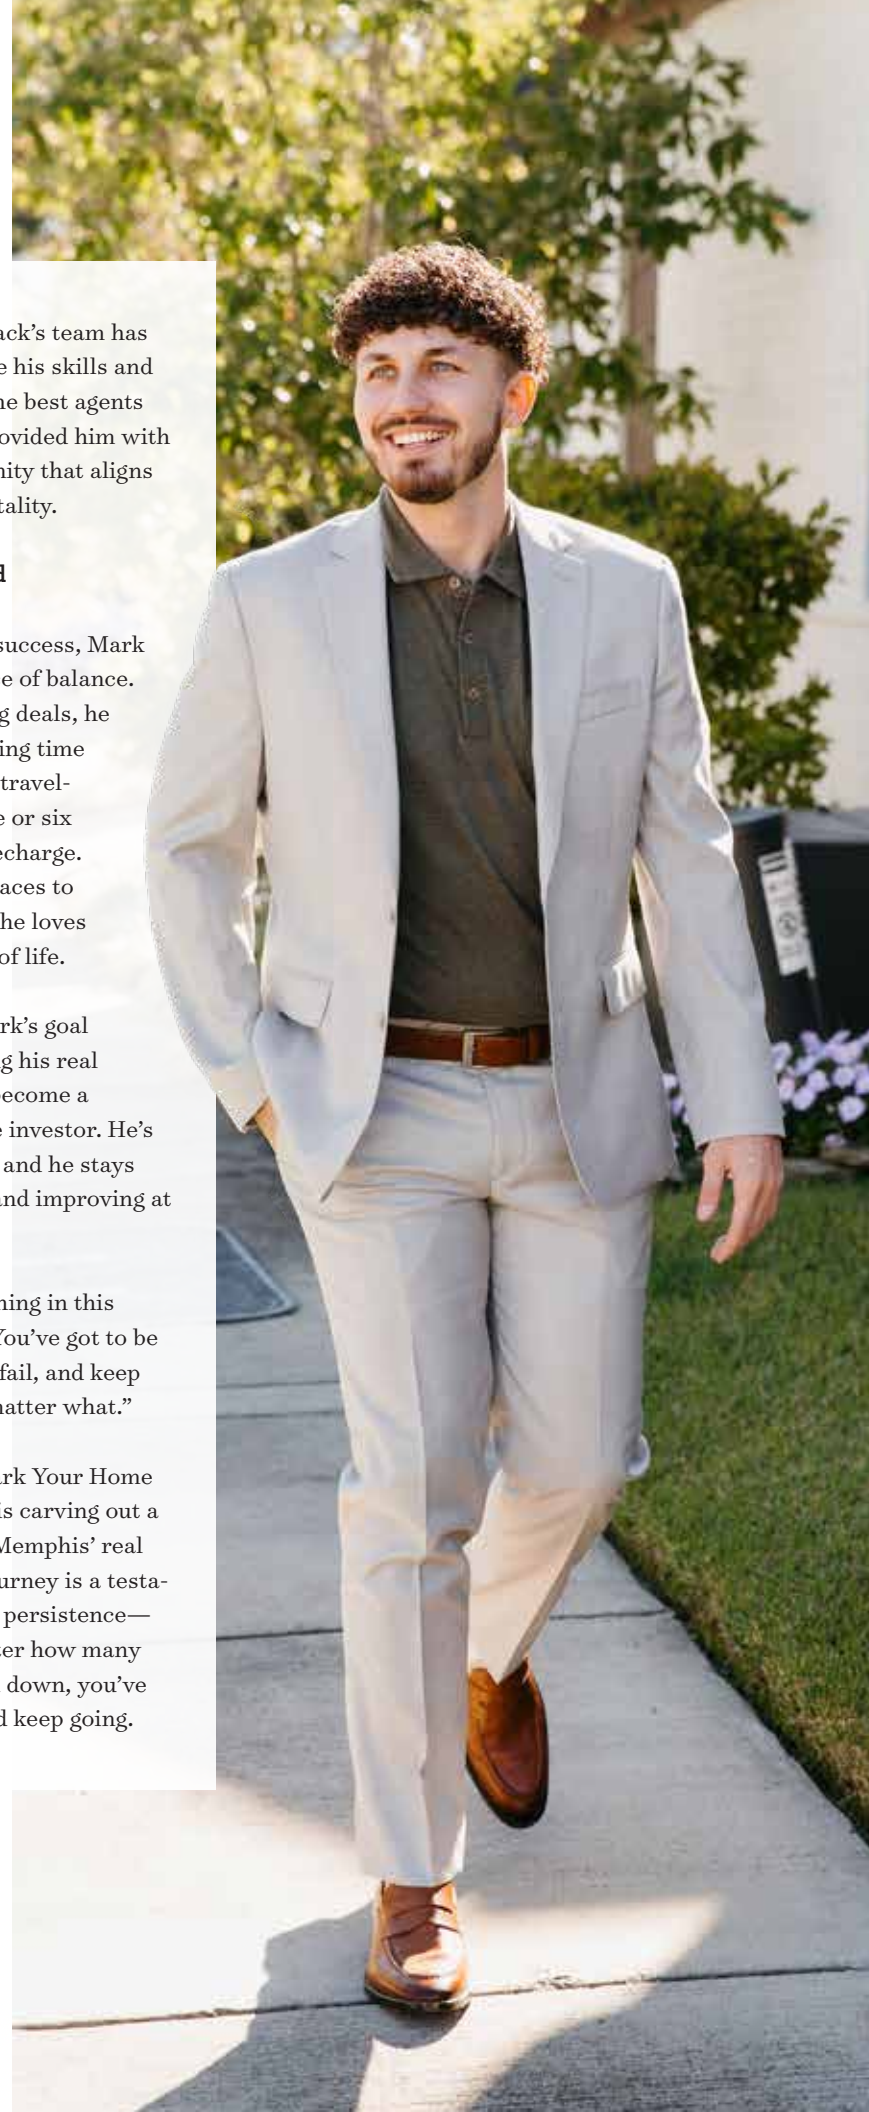 ack's team has
e his skills and
he best agents
ovided him with
nity that aligns
tality.
d
success, Mark
e of balance.
g deals, he
ing time
travel-
e or six
echarge.
aces to
he loves
of life.
rk's goal
g his real
ecome a
e investor. He's
and he stays
and improving at
hing in this
You've got to be
fail, and keep
matter what.”
ark Your Home
is carving out a
Memphis' real
urney is a testa-
persistence—
ter how many
down, you've
d keep going.